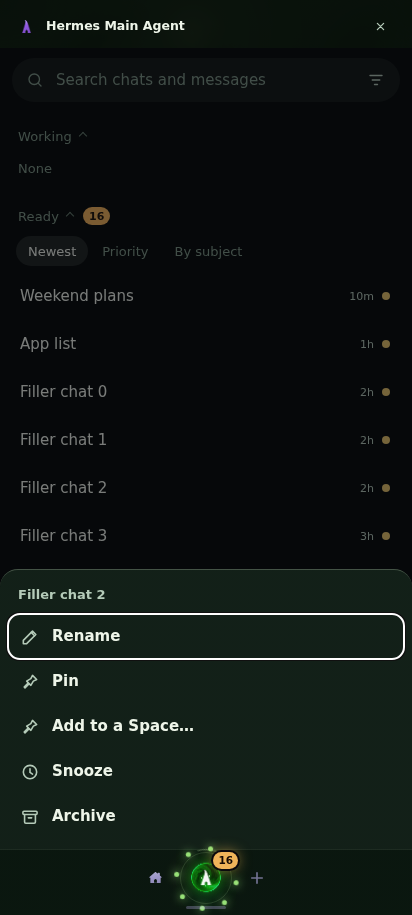 Hermes Main Agent
Search chats and messages
Working
None
Ready 16
Newest Priority By subject
Weekend plans 10m
App list 1h
Filler chat 0 2h
Filler chat 1 2h
Filler chat 2 2h
Filler chat 3 3h
Filler chat 2
Rename
Pin
Add to a Space…
Snooze
Archive
16